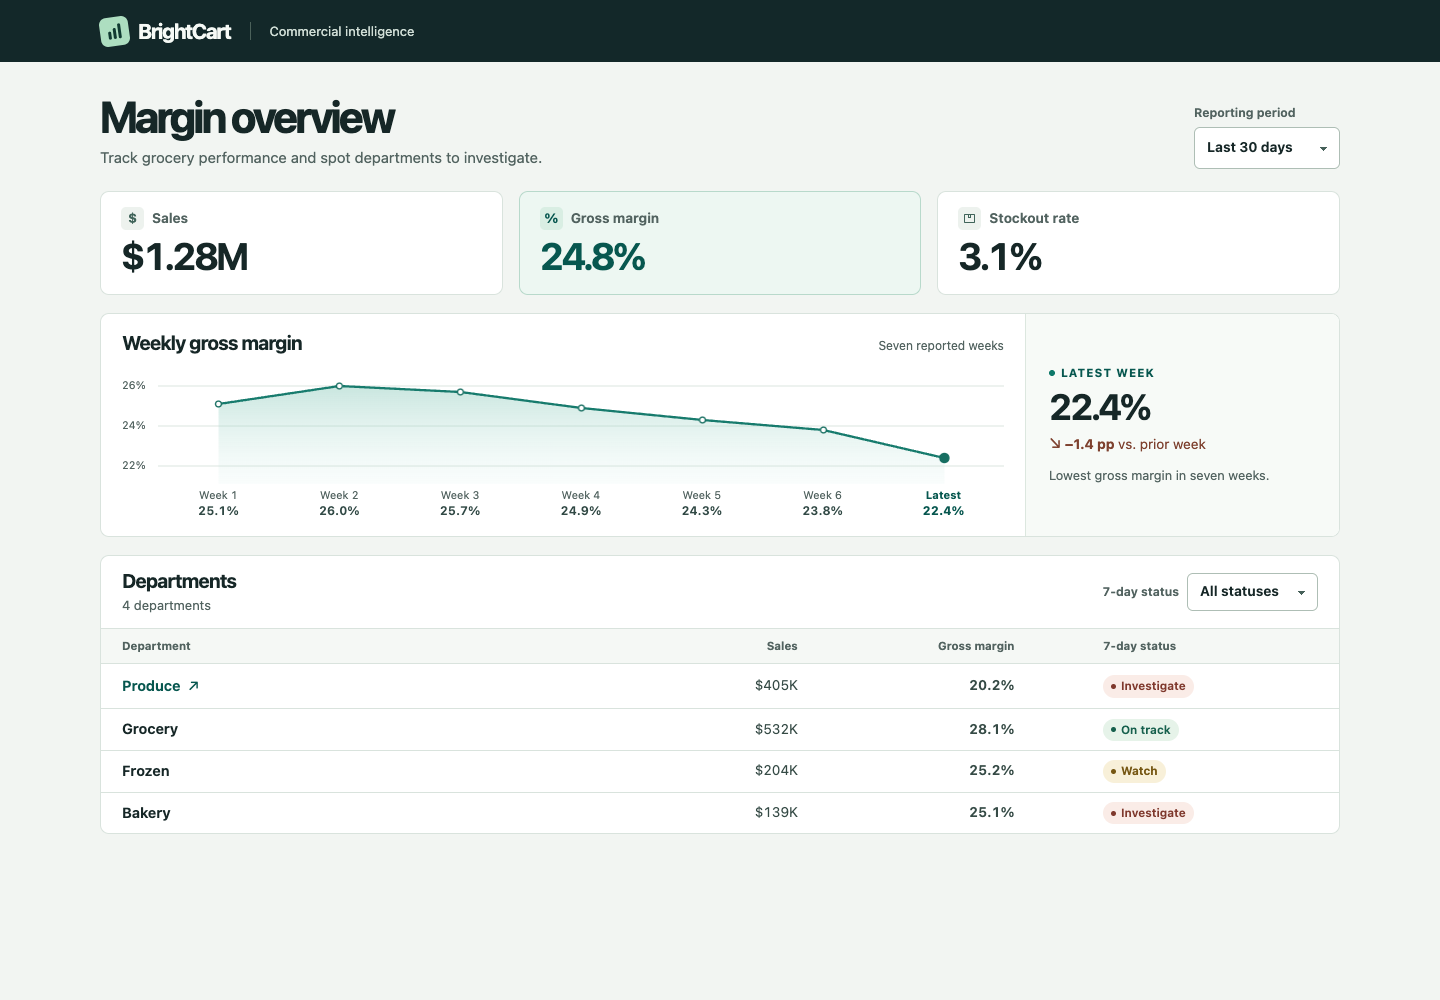 BrightCart Commercial intelligence
Margin overview
Track grocery performance and spot departments to investigate.
Reporting period
Last 30 days
$ Sales
$1.28M
% Gross margin
24.8%
Stockout rate
3.1%
Weekly gross margin
Seven reported weeks
26%
24%
22%
Week 1 Week 2 Week 3 Week 4 Week 5 Week 6 Latest
25.1% 26.0% 25.7% 24.9% 24.3% 23.8% 22.4%
LATEST WEEK
22.4%
↘ –1.4 pp vs. prior week
Lowest gross margin in seven weeks.
Departments
4 departments
7-day status All statuses
Department Sales Gross margin 7-day status
Produce ↗ $405K 20.2% Investigate
Grocery $532K 28.1% On track
Frozen $204K 25.2% Watch
Bakery $139K 25.1% Investigate